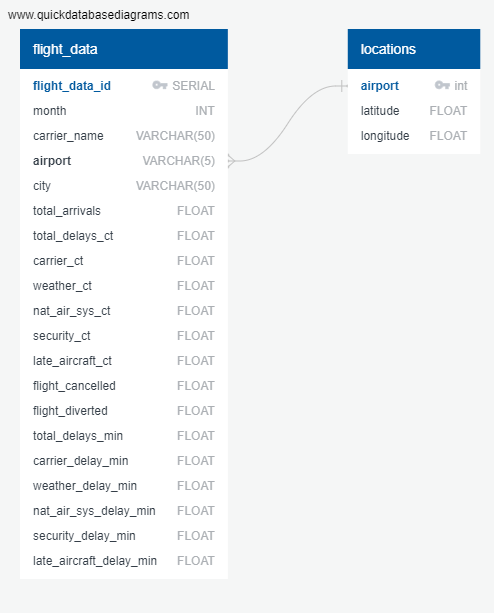 www.quickdatabasediagrams.com
flight_data
flight_data_id SERIAL
month INT
carrier_name VARCHAR(50)
airport VARCHAR(5)
city VARCHAR(50)
total_arrivals FLOAT
total_delays_ct FLOAT
carrier_ct FLOAT
weather_ct FLOAT
nat_air_sys_ct FLOAT
security_ct FLOAT
late_aircraft_ct FLOAT
flight_cancelled FLOAT
flight_diverted FLOAT
total_delays_min FLOAT
carrier_delay_min FLOAT
weather_delay_min FLOAT
nat_air_sys_delay_min FLOAT
security_delay_min FLOAT
late_aircraft_delay_min FLOAT
locations
airport int
latitude FLOAT
longitude FLOAT